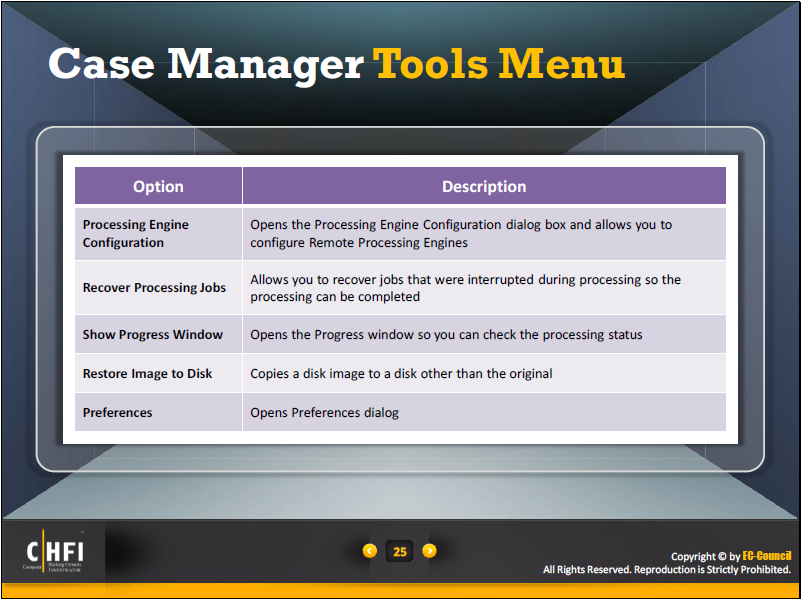 Case Manager Tools Menu
Option Description
Processing Engine
Configuration
Opens the Processing Engine Configuration dialog box and allows you to
configure Remote Processing Engines
Recover Processing Jobs
Allows you to recover jobs that were interrupted during processing so the
processing can be completed
Show Progress Window Opens the Progress window so you can check the processing status
Restore Image to Disk Copies a disk image to a disk other than the original
Preferences Opens Preferences dialog
CHFI
Computer Hacking Forensic
INVESTIGATOR
25
Copyright © by EC-Council
All Rights Reserved. Reproduction is Strictly Prohibited.